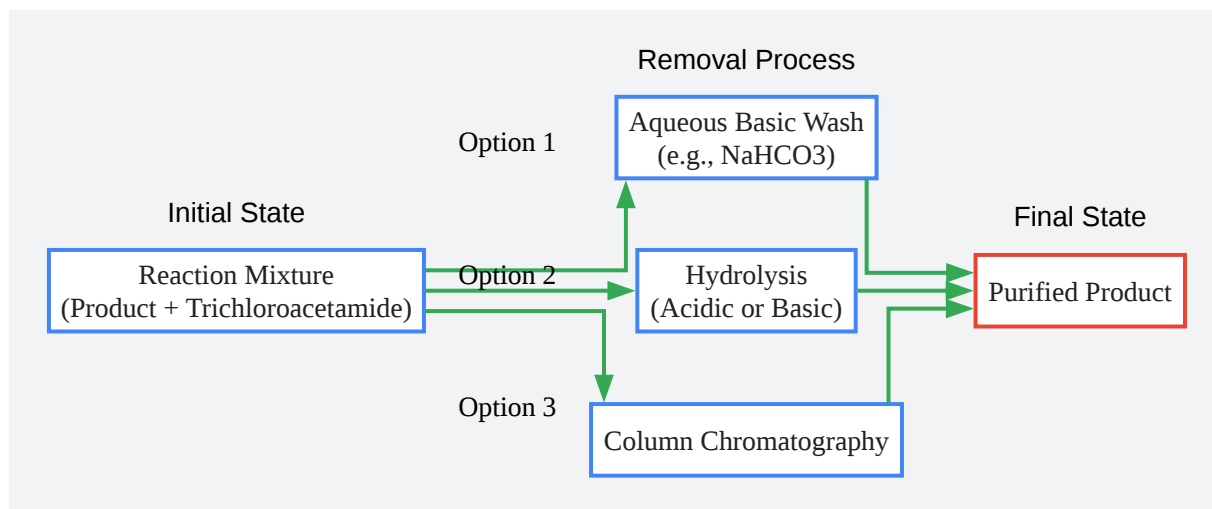 Removal Process
Option 1
Aqueous Basic Wash
(e.g., NaHCO3)
Initial State
Reaction Mixture
(Product + Trichloroacetamide)
Option 2
Hydrolysis
(Acidic or Basic)
Final State
Purified Product
Option 3
Column Chromatography